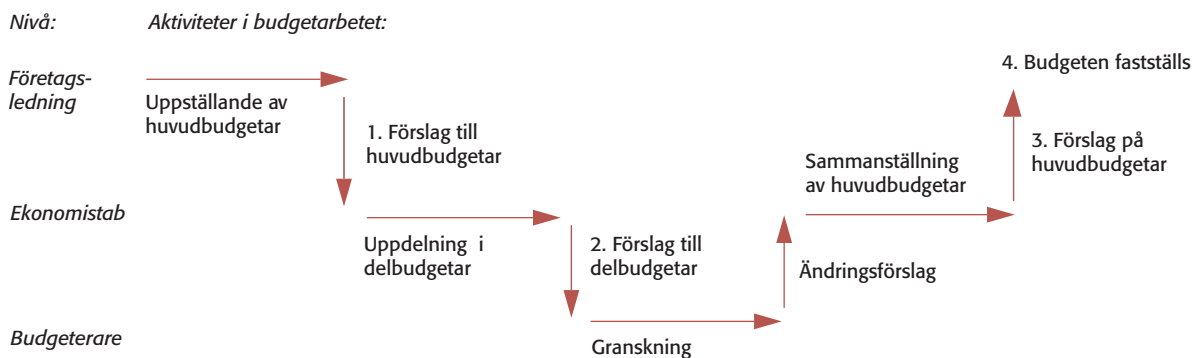 Nivå: Aktiviteter i budgetarbetet:
Företags-
ledning
Uppställande av
huvudbudgetar
1. Förslag till
huvudbudgetar
4. Budgeten fastställs
3. Förslag på
huvudbudgetar
Sammanställning
av huvudbudgetar
Ekonomistab
Uppdelning i
delbudgetar
2. Förslag till
delbudgetar
Ändringsförslag
Budgeterare
Granskning